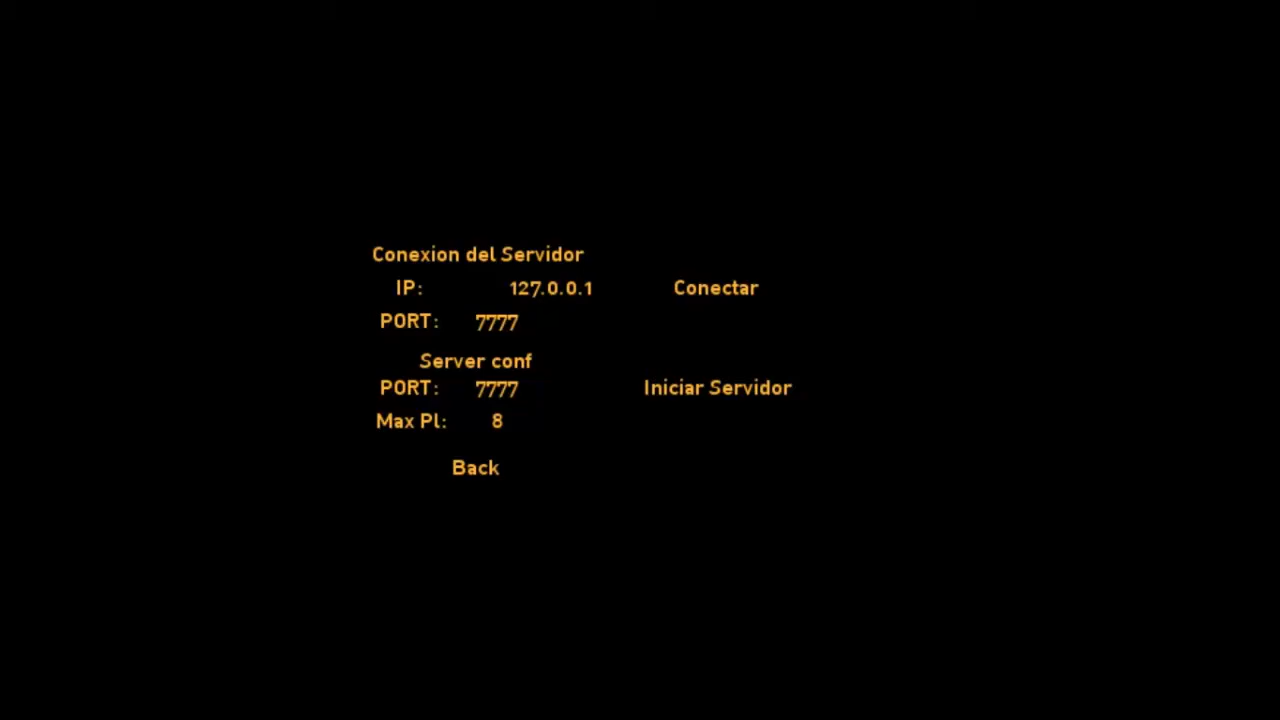 Conexion del Servidor
IP: 127.0.0.1 Conectar
PORT: 7777
Server conf
PORT: 7777 Iniciar Servidor
Max Pl: 8
Back